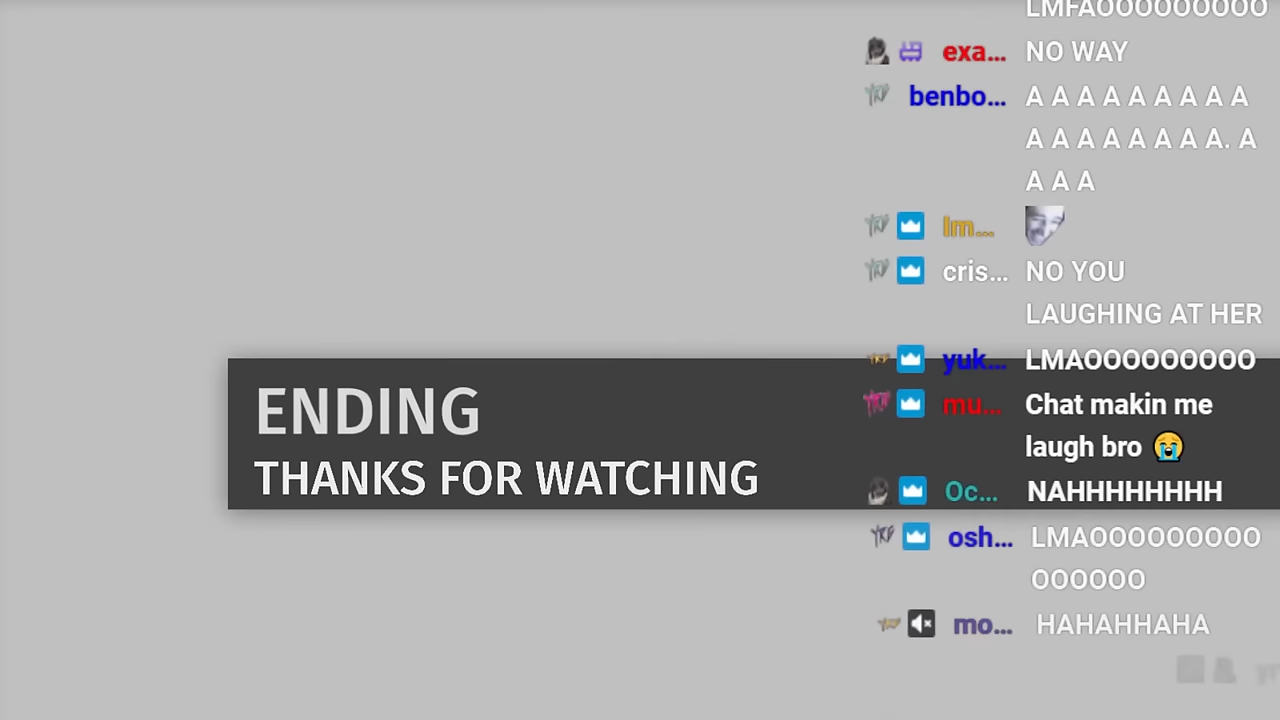 LMFAOOOOOOOOO
exa... NO WAY
benbo... A A A A A A A A A
A A A A A A A A. A
A A A
Im...
cris... NO YOU
LAUGHING AT HER
yuk... LMAOOOOOOOOO
ENDING
mu... Chat makin me
laugh bro 😭
THANKS FOR WATCHING
Oc... NAHHHHHHHH
osh... LMAOOOOOOOOO
OOOOOO
mo... HAHAHHAHA